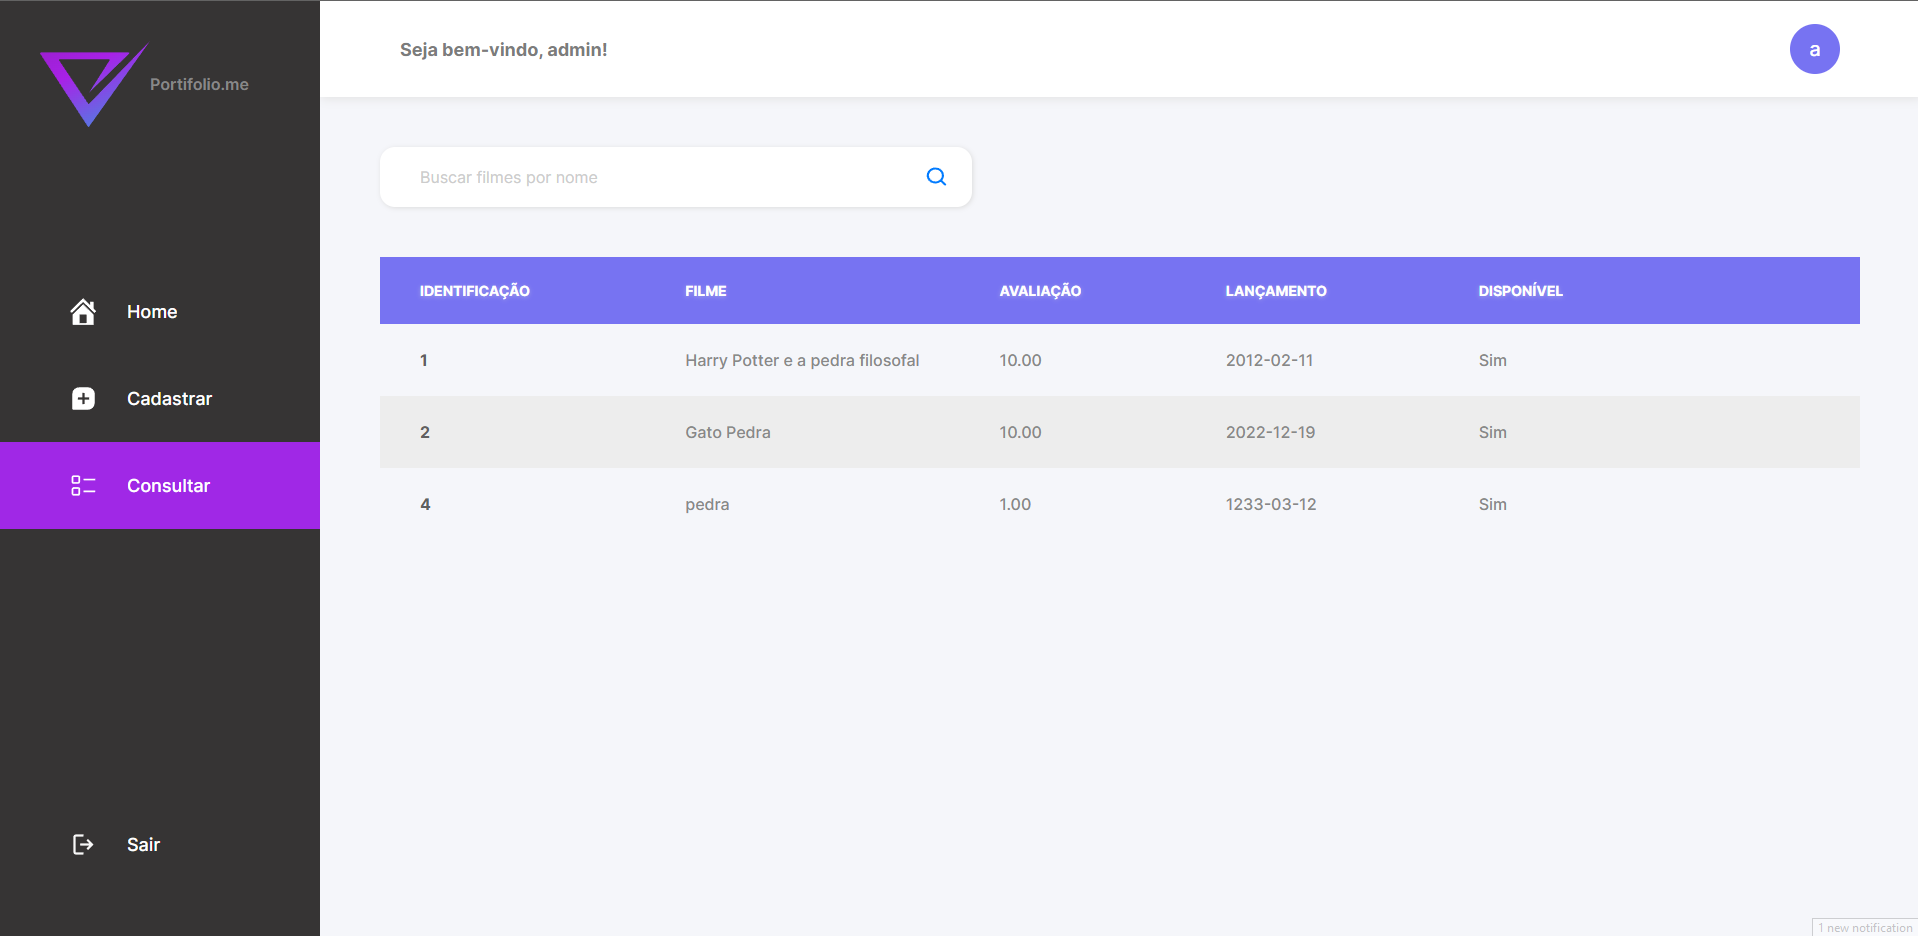 Portifolio.me
Seja bem-vindo, admin!
a
Home
Cadastrar
Consultar
Sair
Buscar filmes por nome
IDENTIFICAÇÃO FILME AVALIAÇÃO LANÇAMENTO DISPONÍVEL
1 Harry Potter e a pedra filosofal 10.00 2012-02-11 Sim
2 Gato Pedra 10.00 2022-12-19 Sim
4 pedra 1.00 1233-03-12 Sim
1 new notification